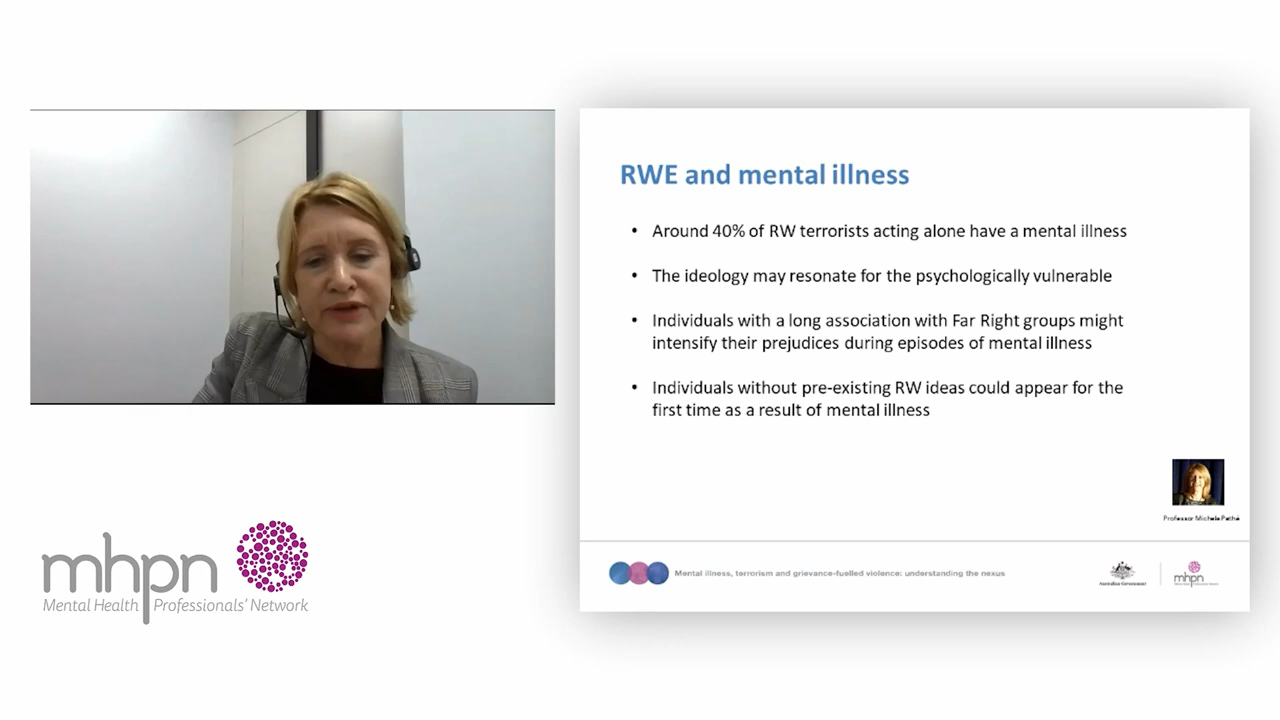 RWE and mental illness
• Around 40% of RW terrorists acting alone have a mental illness
• The ideology may resonate for the psychologically vulnerable
• Individuals with a long association with Far Right groups might
intensify their prejudices during episodes of mental illness
• Individuals without pre-existing RW ideas could appear for the
first time as a result of mental illness
Professor Michele Pathé
Mental illness, terrorism and grievance-fuelled violence: understanding the nexus
Australian Government
mhpn
mhpn
Mental Health Professionals' Network